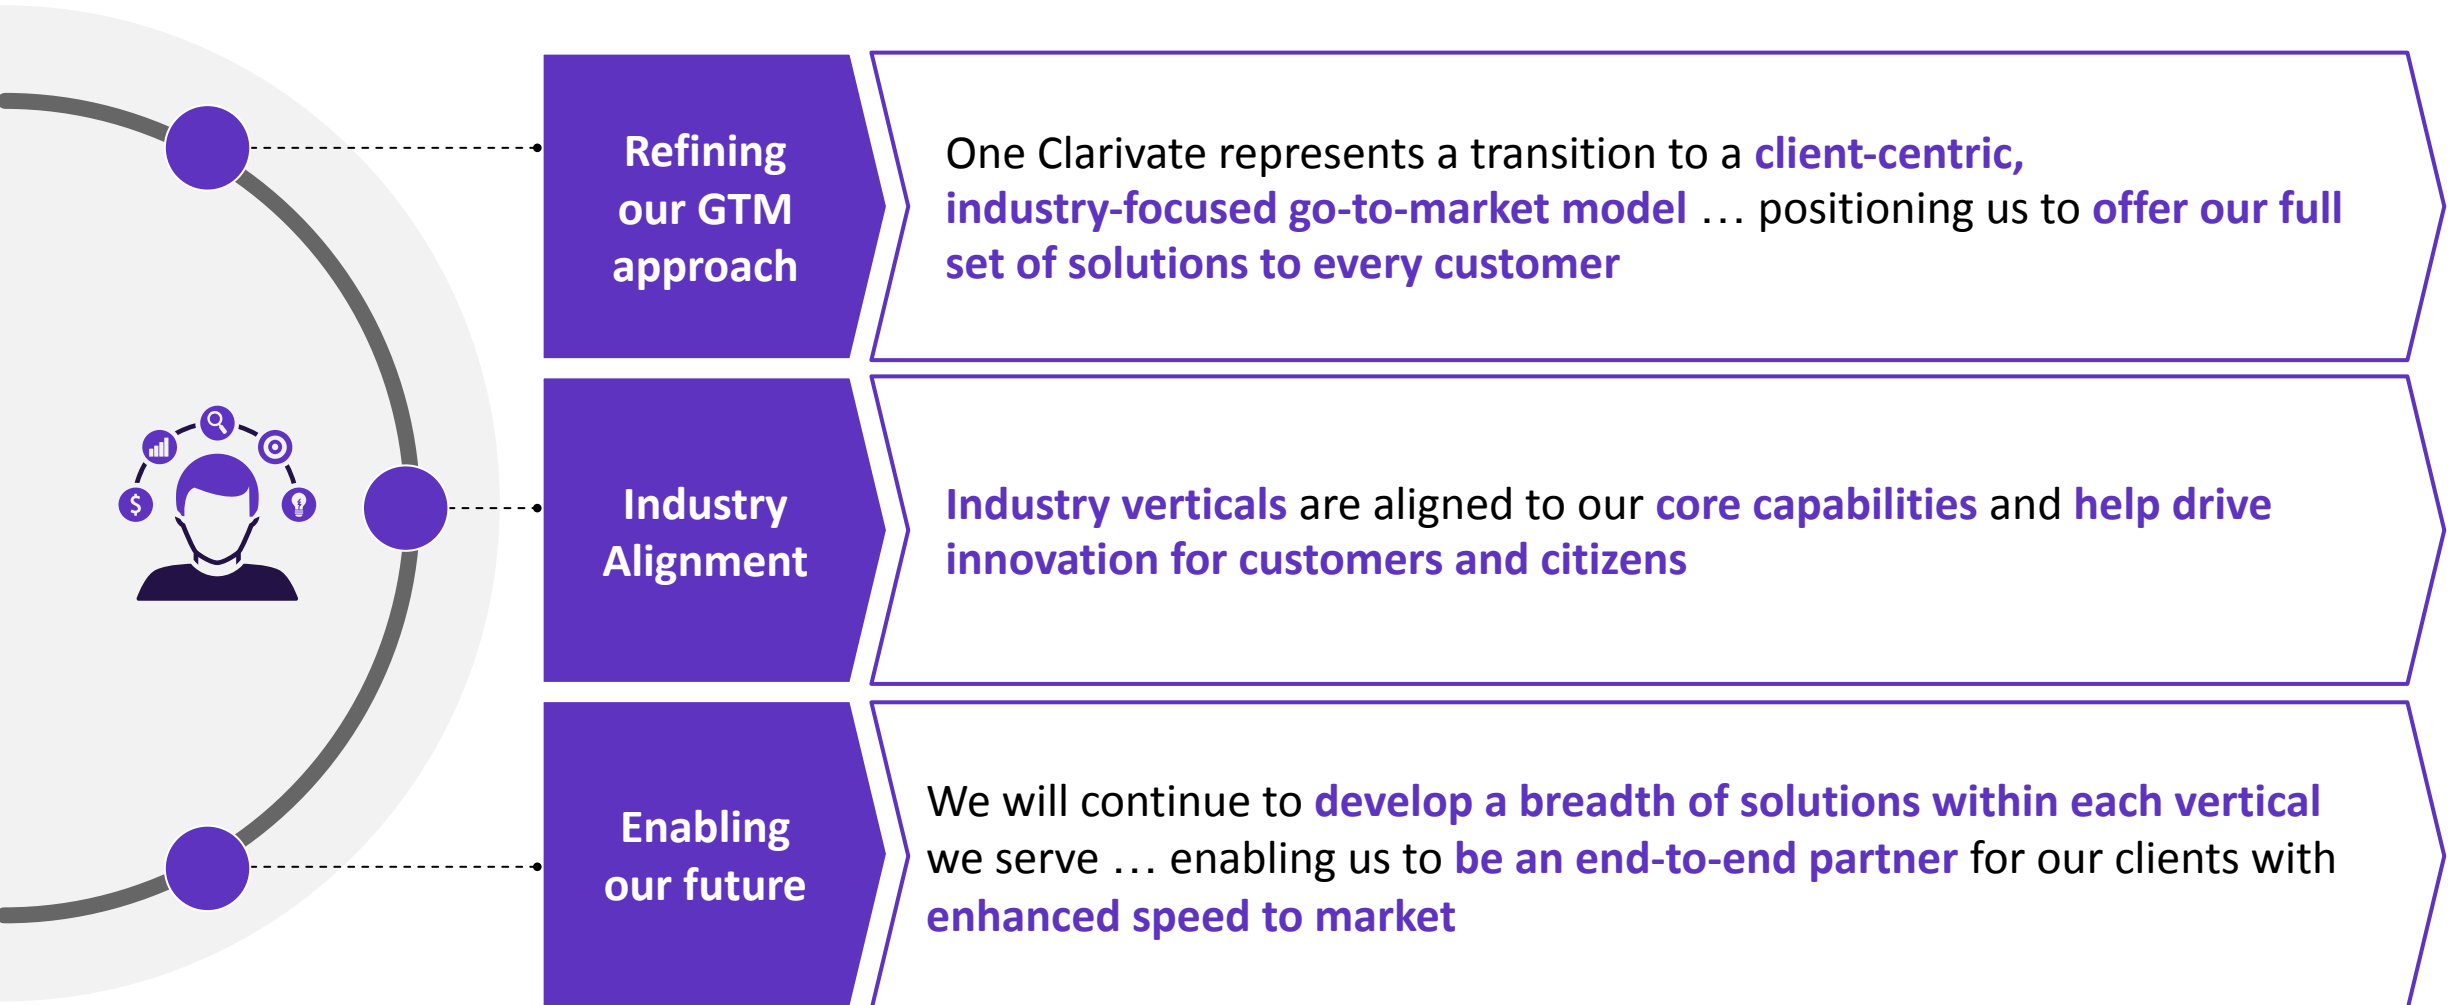 Refining
our GTM
approach
One Clarivate represents a transition to a client-centric,
industry-focused go-to-market model … positioning us to offer our full
set of solutions to every customer
$
Industry
Alignment
Industry verticals are aligned to our core capabilities and help drive
innovation for customers and citizens
Enabling
our future
We will continue to develop a breadth of solutions within each vertical
we serve … enabling us to be an end-to-end partner for our clients with
enhanced speed to market